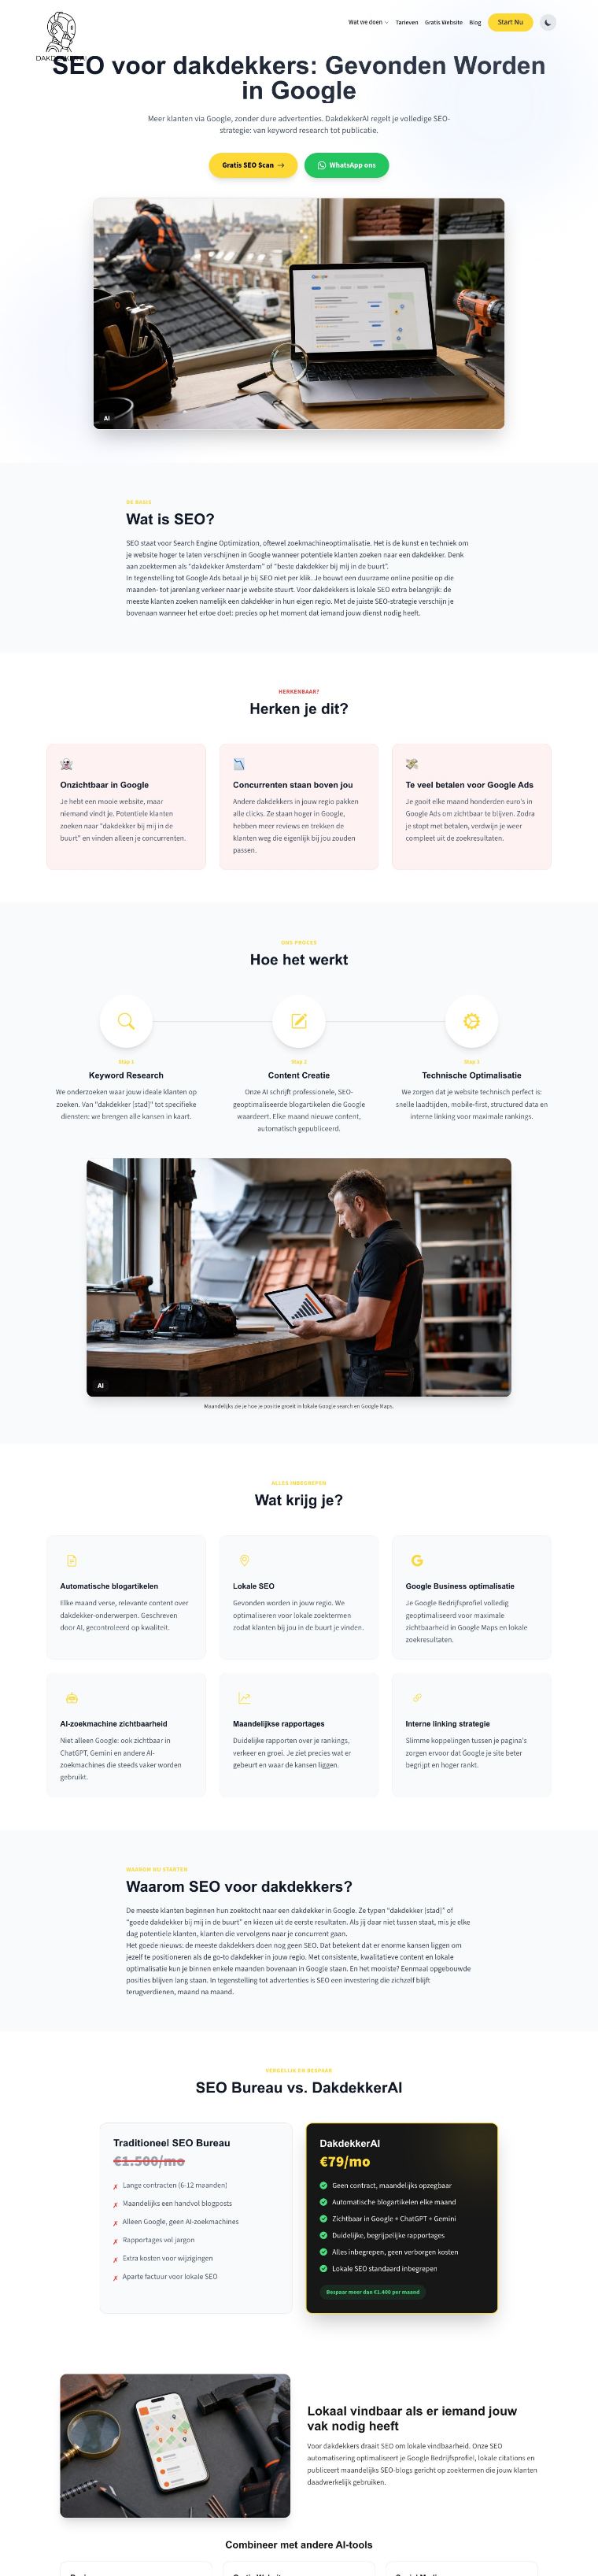 Wat we doen
Tarieven
Gratis Website
Blog
Start Nu
SEO voor dakdekkers: Gevonden Worden
in Google
Meer klanten via Google, zonder dure advertenties. DakdekkerAI regelt je volledige SEO-
strategie: van keyword research tot publicatie.
Gratis SEO Scan →
WhatsApp ons
Google
AI
DE BASIS
Wat is SEO?
SEO staat voor Search Engine Optimization, oftewel zoekmachineoptimalisatie. Het is de kunst en techniek om
je website hoger te laten verschijnen in Google wanneer potentiële klanten zoeken naar een dakdekker. Denk
aan zoektermen als "dakdekker Amsterdam" of "beste dakdekker bij mij in de buurt".
In tegenstelling tot Google Ads betaal je bij SEO niet per klik. Je bouwt een duurzame online positie op die
maanden- tot jarenlang verkeer naar je website stuurt. Voor dakdekkers is lokale SEO extra belangrijk: de
meeste klanten zoeken namelijk een dakdekker in hun eigen regio. Met de juiste SEO-strategie verschijn je
bovenaan wanneer het ertoe doet: precies op het moment dat iemand jouw dienst nodig heeft.
HERKENBAAR?
Herken je dit?
Onzichtbaar in Google
Je hebt een mooie website, maar
niemand vindt je. Potentiële klanten
zoeken naar "dakdekker bij mij in de
buurt" en vinden alleen je concurrenten.
Concurrenten staan boven jou
Andere dakdekkers in jouw regio pakken
alle clicks. Ze staan hoger in Google,
hebben meer reviews en trekken de
klanten weg die eigenlijk bij jou zouden
passen.
Te veel betalen voor Google Ads
Je gooit elke maand honderden euro's in
Google Ads om zichtbaar te blijven. Zodra
je stopt met betalen, verdwijn je weer
compleet uit de zoekresultaten.
ONS PROCES
Hoe het werkt
Stap 1
Keyword Research
We onderzoeken waar jouw ideale klanten op
zoeken. Van "dakdekker [stad]" tot specifieke
diensten: we brengen alle kansen in kaart.
Stap 2
Content Creatie
Onze AI schrijft professionele, SEO-
geoptimaliseerde blogartikelen die Google
waardeert. Elke maand nieuwe content,
automatisch gepubliceerd.
Stap 3
Technische Optimalisatie
We zorgen dat je website technisch perfect is:
snelle laadtijden, mobile-first, structured data en
interne linking voor maximale rankings.
AI
Maandelijks zie je hoe je positie groeit in lokale Google search en Google Maps.
ALLES INBEGREPEN
Wat krijg je?
Automatische blogartikelen
Elke maand verse, relevante content over
dakdekker-onderwerpen. Geschreven
door AI, gecontroleerd op kwaliteit.
Lokale SEO
Gevonden worden in jouw regio. We
optimaliseren voor lokale zoektermen
zodat klanten bij jou in de buurt je vinden.
Google Business optimalisatie
Je Google Bedrijfsprofiel volledig
geoptimaliseerd voor maximale
zichtbaarheid in Google Maps en lokale
zoekresultaten.
AI-zoekmachine zichtbaarheid
Niet alleen Google: ook zichtbaar in
ChatGPT, Gemini en andere AI-
zoekmachines die steeds vaker worden
gebruikt.
Maandelijkse rapportages
Duidelijke rapporten over je rankings,
verkeer en groei. Je ziet precies wat er
gebeurt en waar de kansen liggen.
Interne linking strategie
Slimme koppelingen tussen je pagina's
zorgen ervoor dat Google je site beter
begrijpt en hoger rankt.
WAAROM NU STARTEN
Waarom SEO voor dakdekkers?
De meeste klanten beginnen hun zoektocht naar een dakdekker in Google. Ze typen "dakdekker [stad]" of
"goede dakdekker bij mij in de buurt" en kiezen uit de eerste resultaten. Als jij daar niet tussen staat, mis je elke
dag potentiële klanten, klanten die vervolgens naar je concurrent gaan.
Het goede nieuws: de meeste dakdekkers doen nog geen SEO. Dat betekent dat er enorme kansen liggen om
jezelf te positioneren als de go-to dakdekker in jouw regio. Met consistente, kwalitatieve content en lokale
optimalisatie kun je binnen enkele maanden bovenaan in Google staan. En het mooiste? Eenmaal opgebouwde
posities blijven lang staan. In tegenstelling tot advertenties is SEO een investering die zichzelf blijft
terugverdienen, maand na maand.
VERGELIJK EN BESPAAR
SEO Bureau vs. DakdekkerAI
Traditioneel SEO Bureau
€1.500/mo
Lange contracten (6-12 maanden)
Maandelijks een handvol blogposts
Alleen Google, geen AI-zoekmachines
Rapportages vol jargon
Extra kosten voor wijzigingen
Aparte factuur voor lokale SEO
DakdekkerAI
€79/mo
Geen contract, maandelijks opzegbaar
Automatische blogartikelen elke maand
Zichtbaar in Google + ChatGPT + Gemini
Duidelijke, begrijpelijke rapportages
Alles inbegrepen, geen verborgen kosten
Lokale SEO standaard inbegrepen
Bespaar meer dan €1.400 per maand
Lokaal vindbaar als er iemand jouw
vak nodig heeft
Voor dakdekkers draait SEO om lokale vindbaarheid. Onze SEO
automatisering optimaliseert je Google Bedrijfsprofiel, lokale citations en
publiceert maandelijks SEO-blogs gericht op zoektermen die jouw klanten
daadwerkelijk gebruiken.
Combineer met andere AI-tools